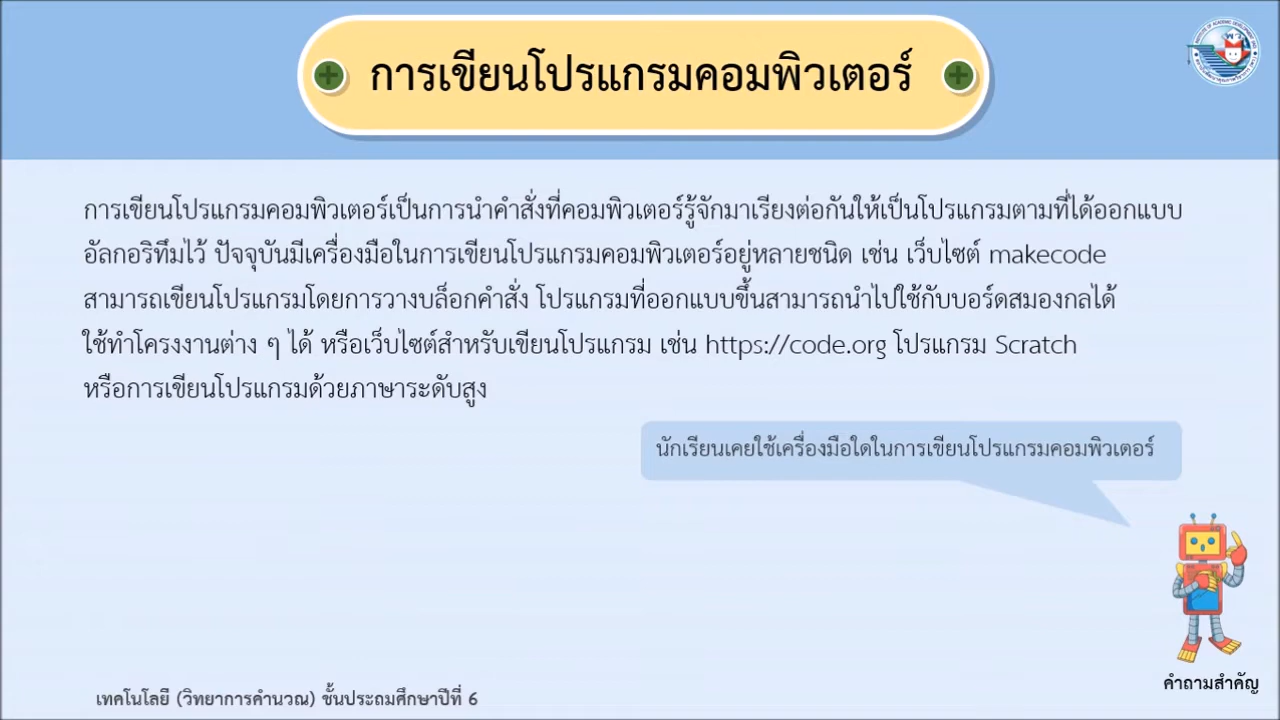 การเขียนโปรแกรมคอมพิวเตอร์
การเขียนโปรแกรมคอมพิวเตอร์เป็นการนำคำสั่งที่คอมพิวเตอร์รู้จักมาเรียงต่อกันให้เป็นโปรแกรมตามที่ได้ออกแบบ
อัลกอริทึมไว้ ปัจจุบันมีเครื่องมือในการเขียนโปรแกรมคอมพิวเตอร์อยู่หลายชนิด เช่น เว็บไซต์ makecode
สามารถเขียนโปรแกรมโดยการวางบล็อกคำสั่ง โปรแกรมที่ออกแบบขึ้นสามารถนำไปใช้กับบอร์ดสมองกลได้
ใช้ทำโครงงานต่าง ๆ ได้ หรือเว็บไซต์สำหรับเขียนโปรแกรม เช่น https://code.org โปรแกรม Scratch
หรือการเขียนโปรแกรมด้วยภาษาระดับสูง
นักเรียนเคยใช้เครื่องมือใดในการเขียนโปรแกรมคอมพิวเตอร์
คำถามสำคัญ
เทคโนโลยี (วิทยาการคำนวณ) ชั้นประถมศึกษาปีที่ 6